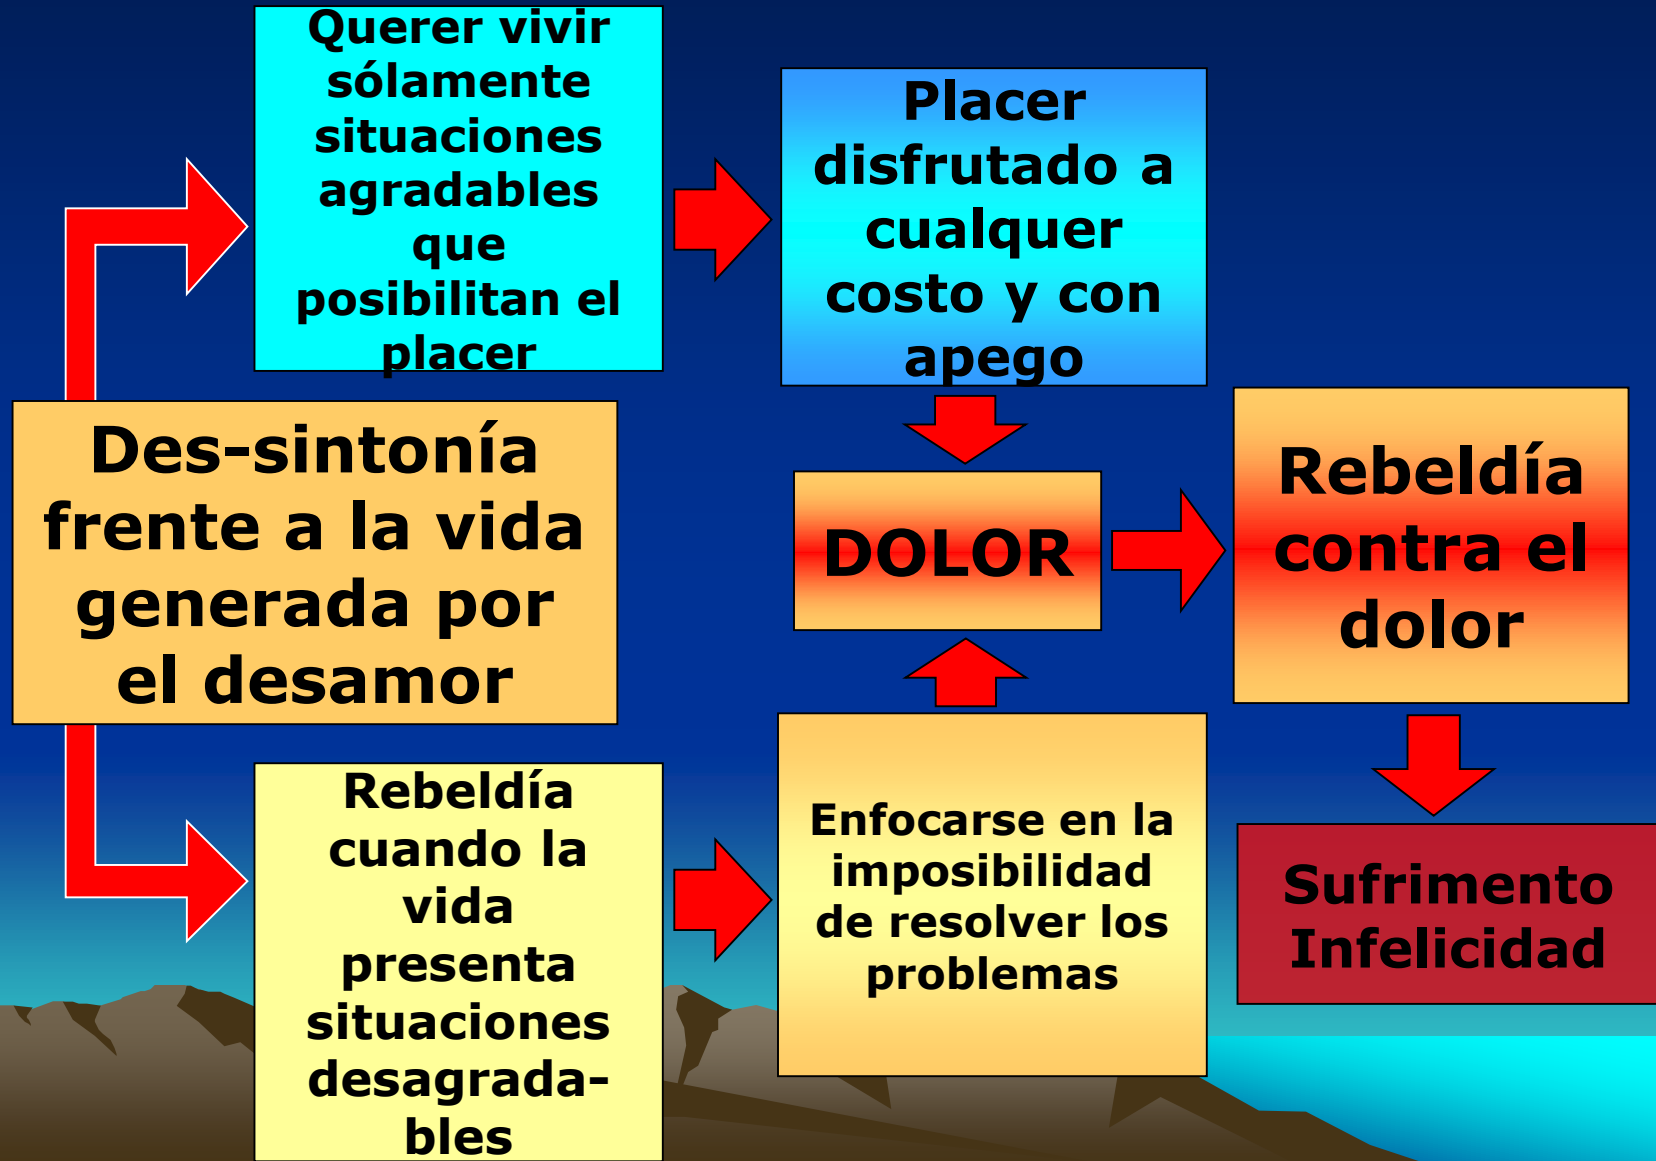 Querer vivir
sólamente
situaciones
agradables
que
posibilitan el
placer
Placer
disfrutado a
cualquer
costo y con
apego
Des-sintonía
frente a la vida
generada por
el desamor
DOLOR
Rebeldía
contra el
dolor
Rebeldía
cuando la
vida
presenta
situaciones
desagrada-
bles
Enfocarse en la
imposibilidad
de resolver los
problemas
Sufrimento
Infelicidad